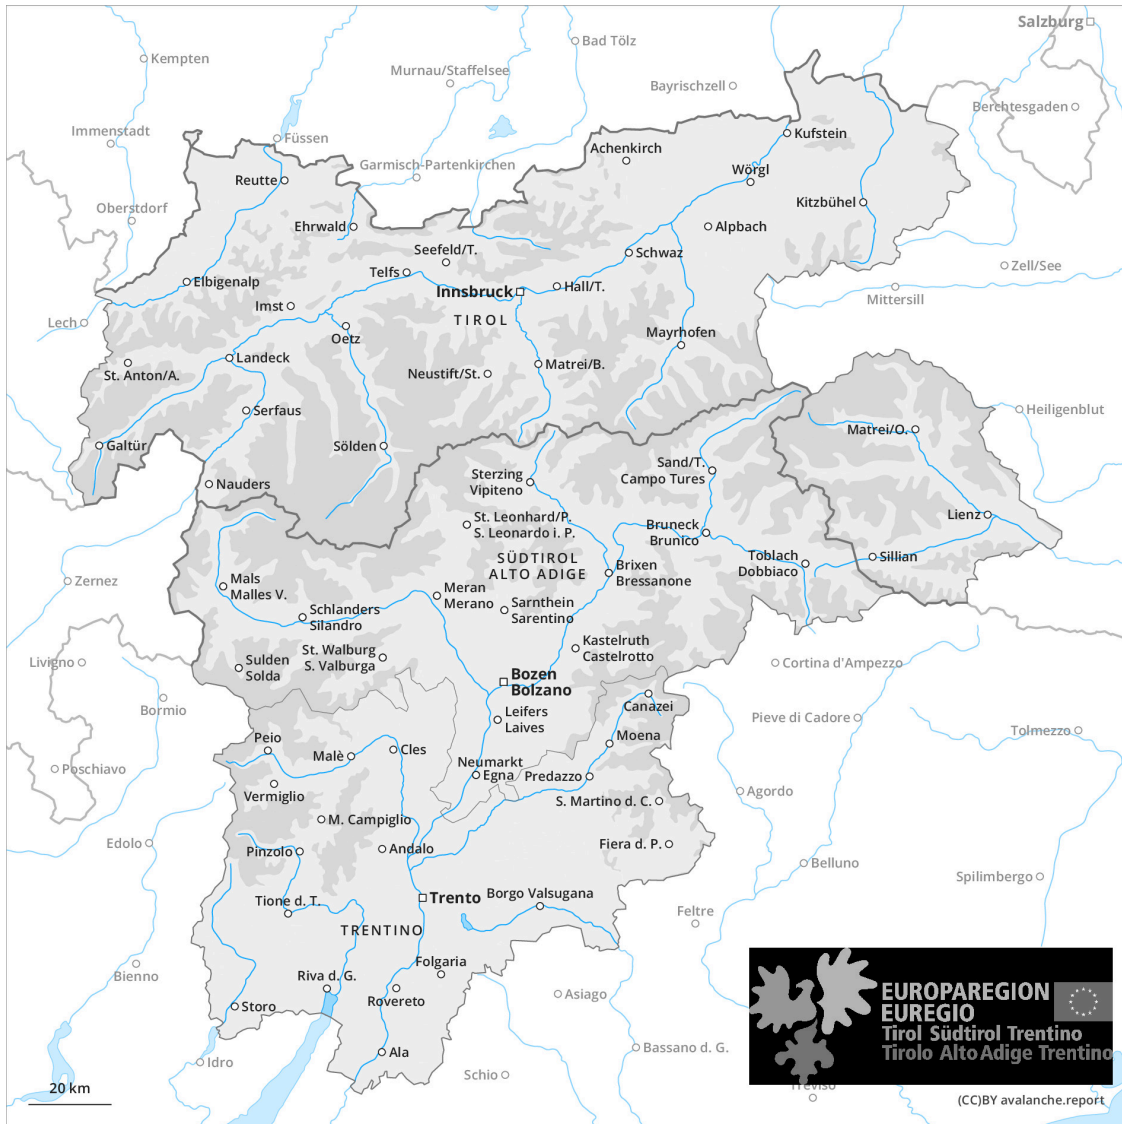 Salzburg
Bad Tölz
Kempten
Murnau/Staffelsee
Bayrischzell
Berchtesgaden
Immenstadt
Füssen
Kufstein
Achenkirch
Garmisch-Partenkirchen
Wörgl
Reutte
Kitzbühel
Oberstdorf
Ehrwald
Alpbach
Seefeld/T.
Schwaz
Zell/See
Telfs
Elbigenalp
Innsbruck
Hall/T.
Mittersill
Imst
TIROL
Lech
Oetz
Mayrhofen
Landeck
St. Anton/A.
Neustift/St.
Matrei/B.
Serfaus
Heiligenblut
Matrei/O.
Galtür
Sölden
Sand/T.
Campo Tures
Sterzing
Vipiteno
Nauders
St. Leonhard/P.
S. Leonardo i. P.
Bruneck
Brunico
Lienz
SÜDTIROL
ALTO ADIGE
Toblach
Dobbiaco
Sillian
Brixen
Bressanone
Zernez
Mals
Malles V.
Meran
Merano
Sarnthein
Sarentino
Schlanders
Silandro
Kastelruth
Castelrotto
St. Walburg
S. Valburga
Livigno
Sulden
Solda
Cortina d'Ampezzo
Bozen
Bolzano
Bormio
Canazei
Leifers
Laives
Pieve di Cadore
Tolmezzo
Peio
Moena
Malè
Cles
Poschiavo
Neumarkt
Egna
Predazzo
Vermiglio
Agordo
S. Martino d. C.
M. Campiglio
Edolo
Pinzolo
Andalo
Fiera d. P.
Belluno
Spilimbergo
Trento
Borgo Valsugana
Tione d. T.
Feltre
TRENTINO
Bienno
Folgaria
Riva d. G.
Rovereto
Asiago
Storo
EUROPAREGION
EUREGIO
Tirol Südtirol Trentino
Tirolo Alto Adige Trentino
Ala
Idro
Bassano d. G.
Schio
Treviso
20 km
(CC)BY avalanche.report